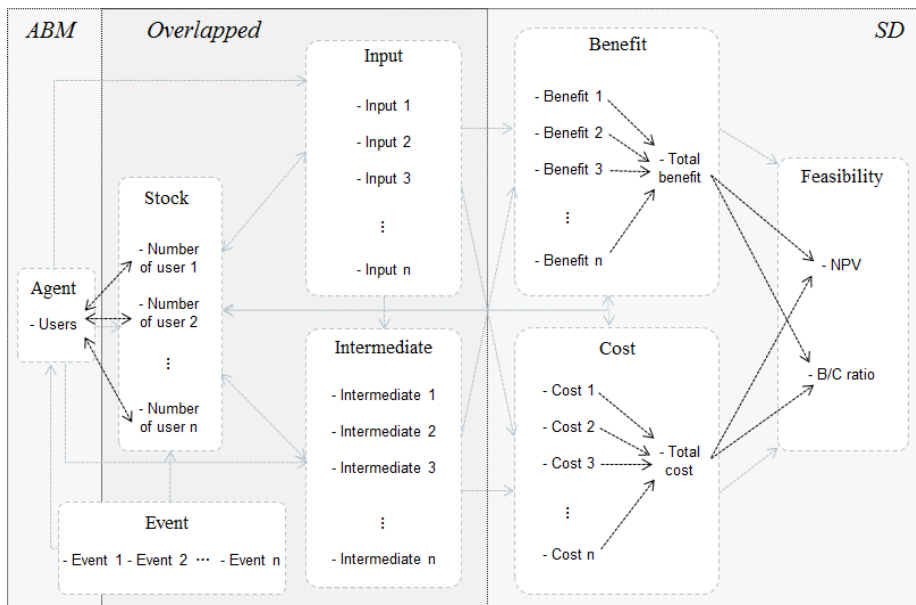 ABM
Overlapped
SD
Input
- Input 1
- Input 2
- Input 3
⋮
- Input n
Benefit
- Benefit 1
- Benefit 2
- Benefit 3
⋮
- Benefit n
- Total
benefit
Stock
- Number
of user 1
- Number
of user 2
⋮
- Number
of user n
Agent
- Users
Feasibility
- NPV
- B/C ratio
Intermediate
- Intermediate 1
- Intermediate 2
- Intermediate 3
⋮
- Intermediate n
Cost
- Cost 1
- Cost 2
- Cost 3
⋮
- Cost n
- Total
cost
Event
- Event 1 - Event 2 ⋯ - Event n